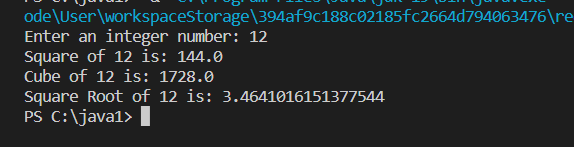 ode\User\workspaceStorage\394af9c188c02185fc2664d794063476\re
Enter an integer number: 12
Square of 12 is: 144.0
Cube of 12 is: 1728.0
Square Root of 12 is: 3.4641016151377544
PS C:\java1>